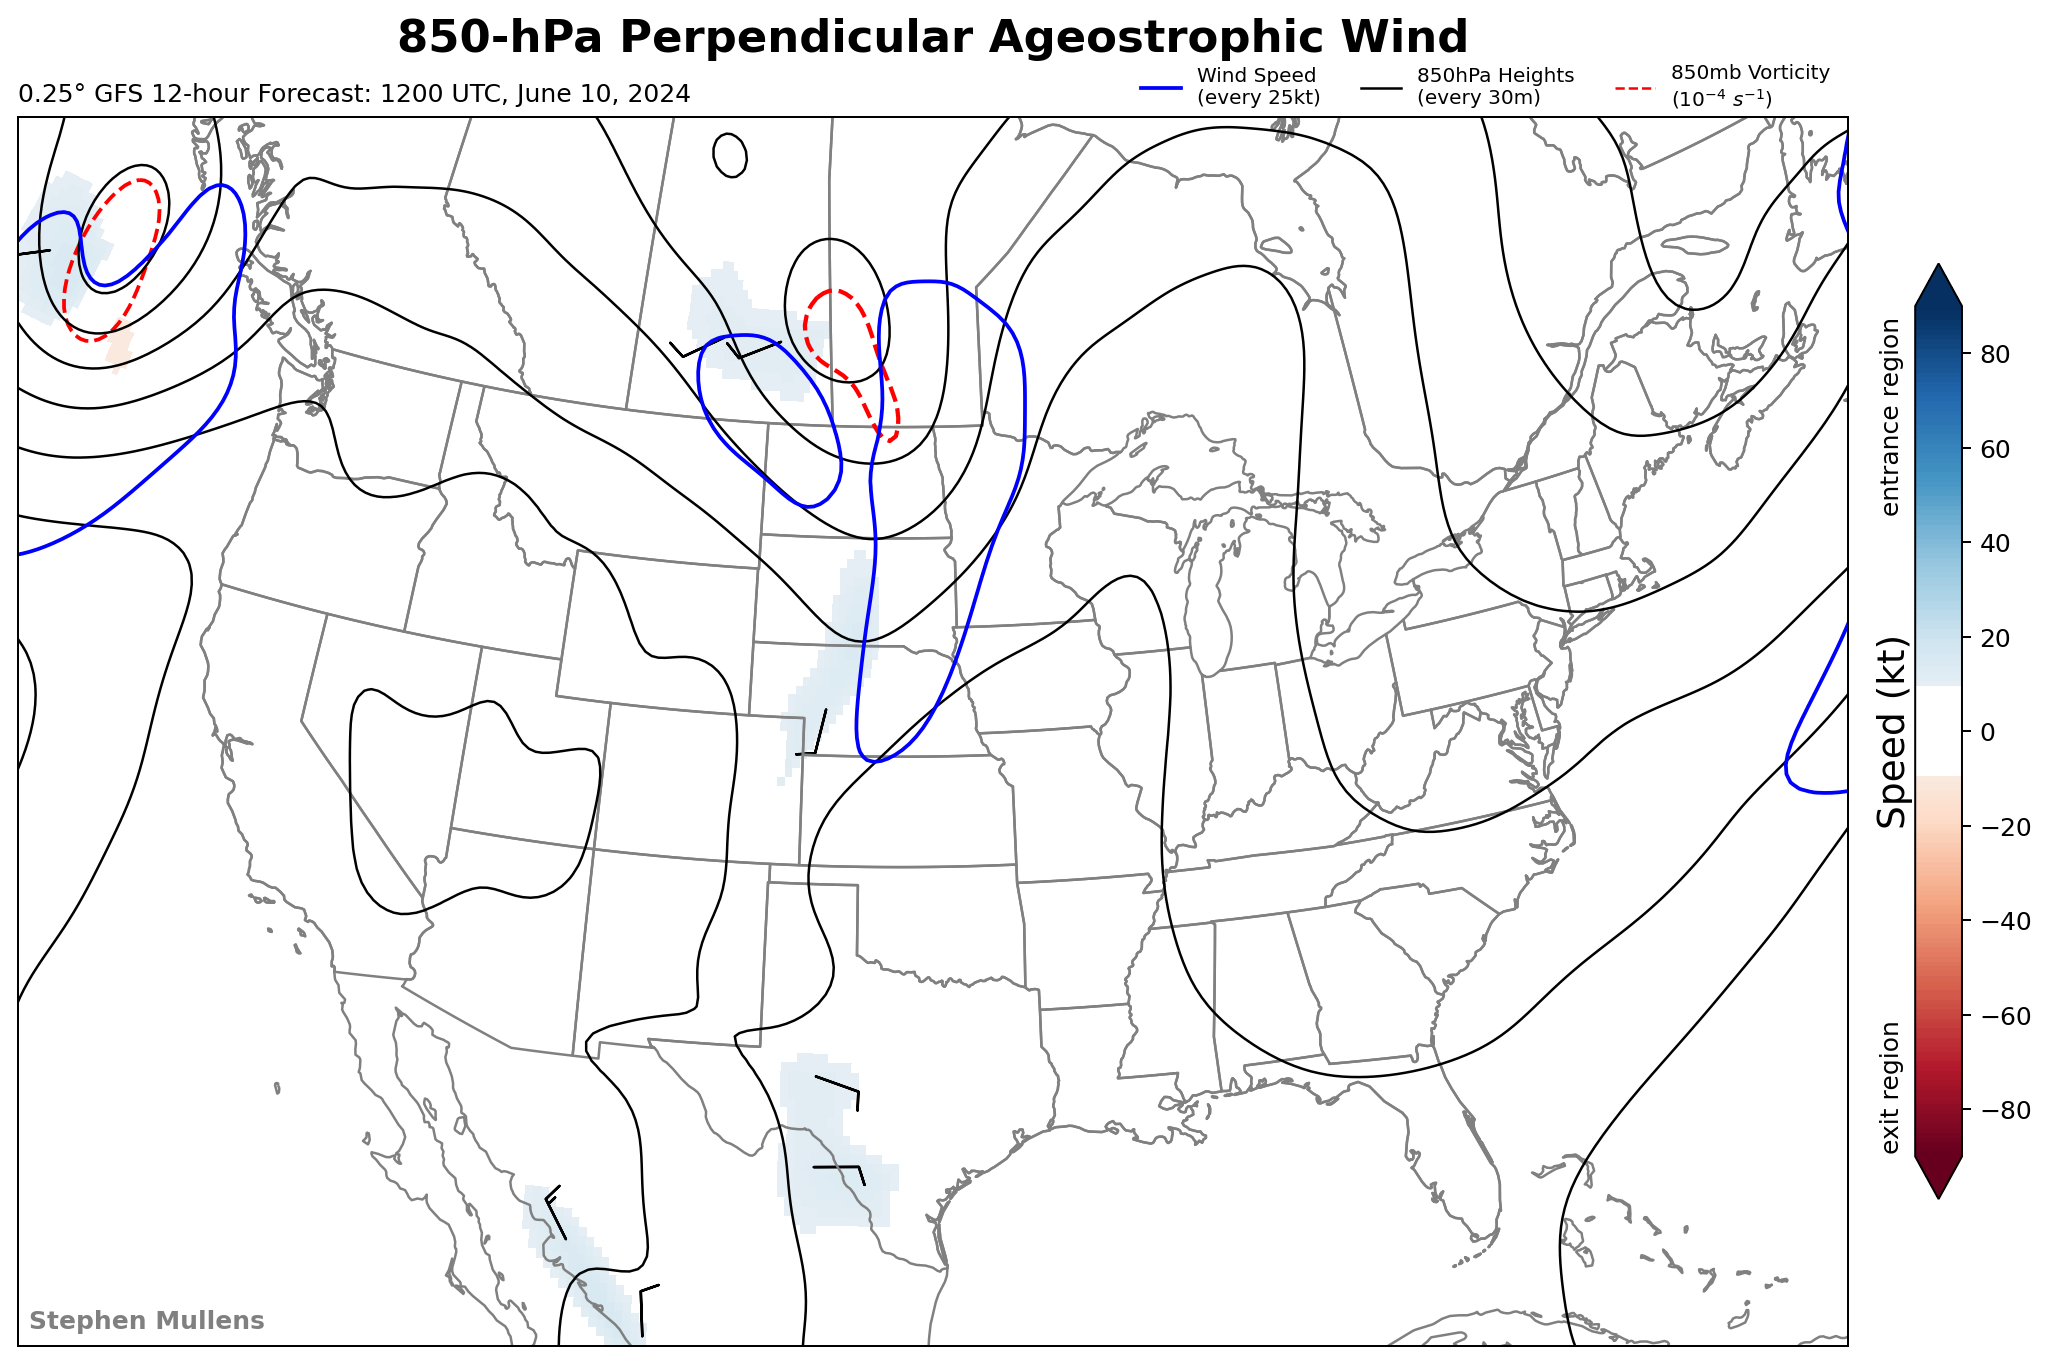 850-hPa Perpendicular Ageostrophic Wind
0.25° GFS 12-hour Forecast: 1200 UTC, June 10, 2024
Wind Speed
(every 25kt)
850hPa Heights
(every 30m)
850mb Vorticity
(10⁻⁴ s⁻¹)
entrance region
Speed (kt)
exit region
80
60
40
20
0
−20
−40
−60
−80
Stephen Mullens